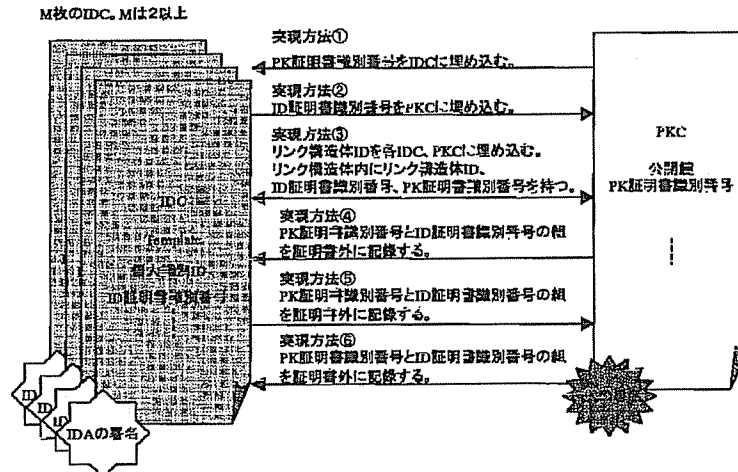 M枚のIDC。Mは2以上
実現方法①
PK証明書識別番号をIDCに埋め込む。
実現方法②
ID証明書識別番号をPKCに埋め込む。
実現方法③
リンク構造体IDを各IDC、PKCに埋め込む。
リンク構造体内にリンク構造体ID、
ID証明書識別番号、PK証明書識別番号を持つ。
実現方法④
PK証明書識別番号とID証明書識別番号の組
を証明書外に記録する。
実現方法⑤
PK証明書識別番号とID証明書識別番号の組
を証明書外に記録する。
実現方法⑥
PK証明書識別番号とID証明書識別番号の組
を証明書外に記録する。
IDC
Template
個人識別ID
ID証明書識別番号
ID
ID
ID
IDAの署名
PKC
公開鍵
PK証明書識別番号